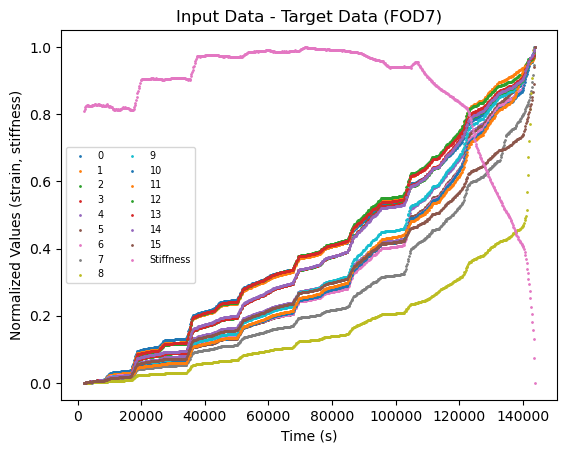 Input Data - Target Data (FOD7)
Normalized Values (strain, stiffness)
1.0
0.8
0.6
0.4
0.2
0.0
0 9
1 10
2 11
3 12
4 13
5 14
6 15
7 Stiffness
8
0 20000 40000 60000 80000 100000 120000 140000
Time (s)